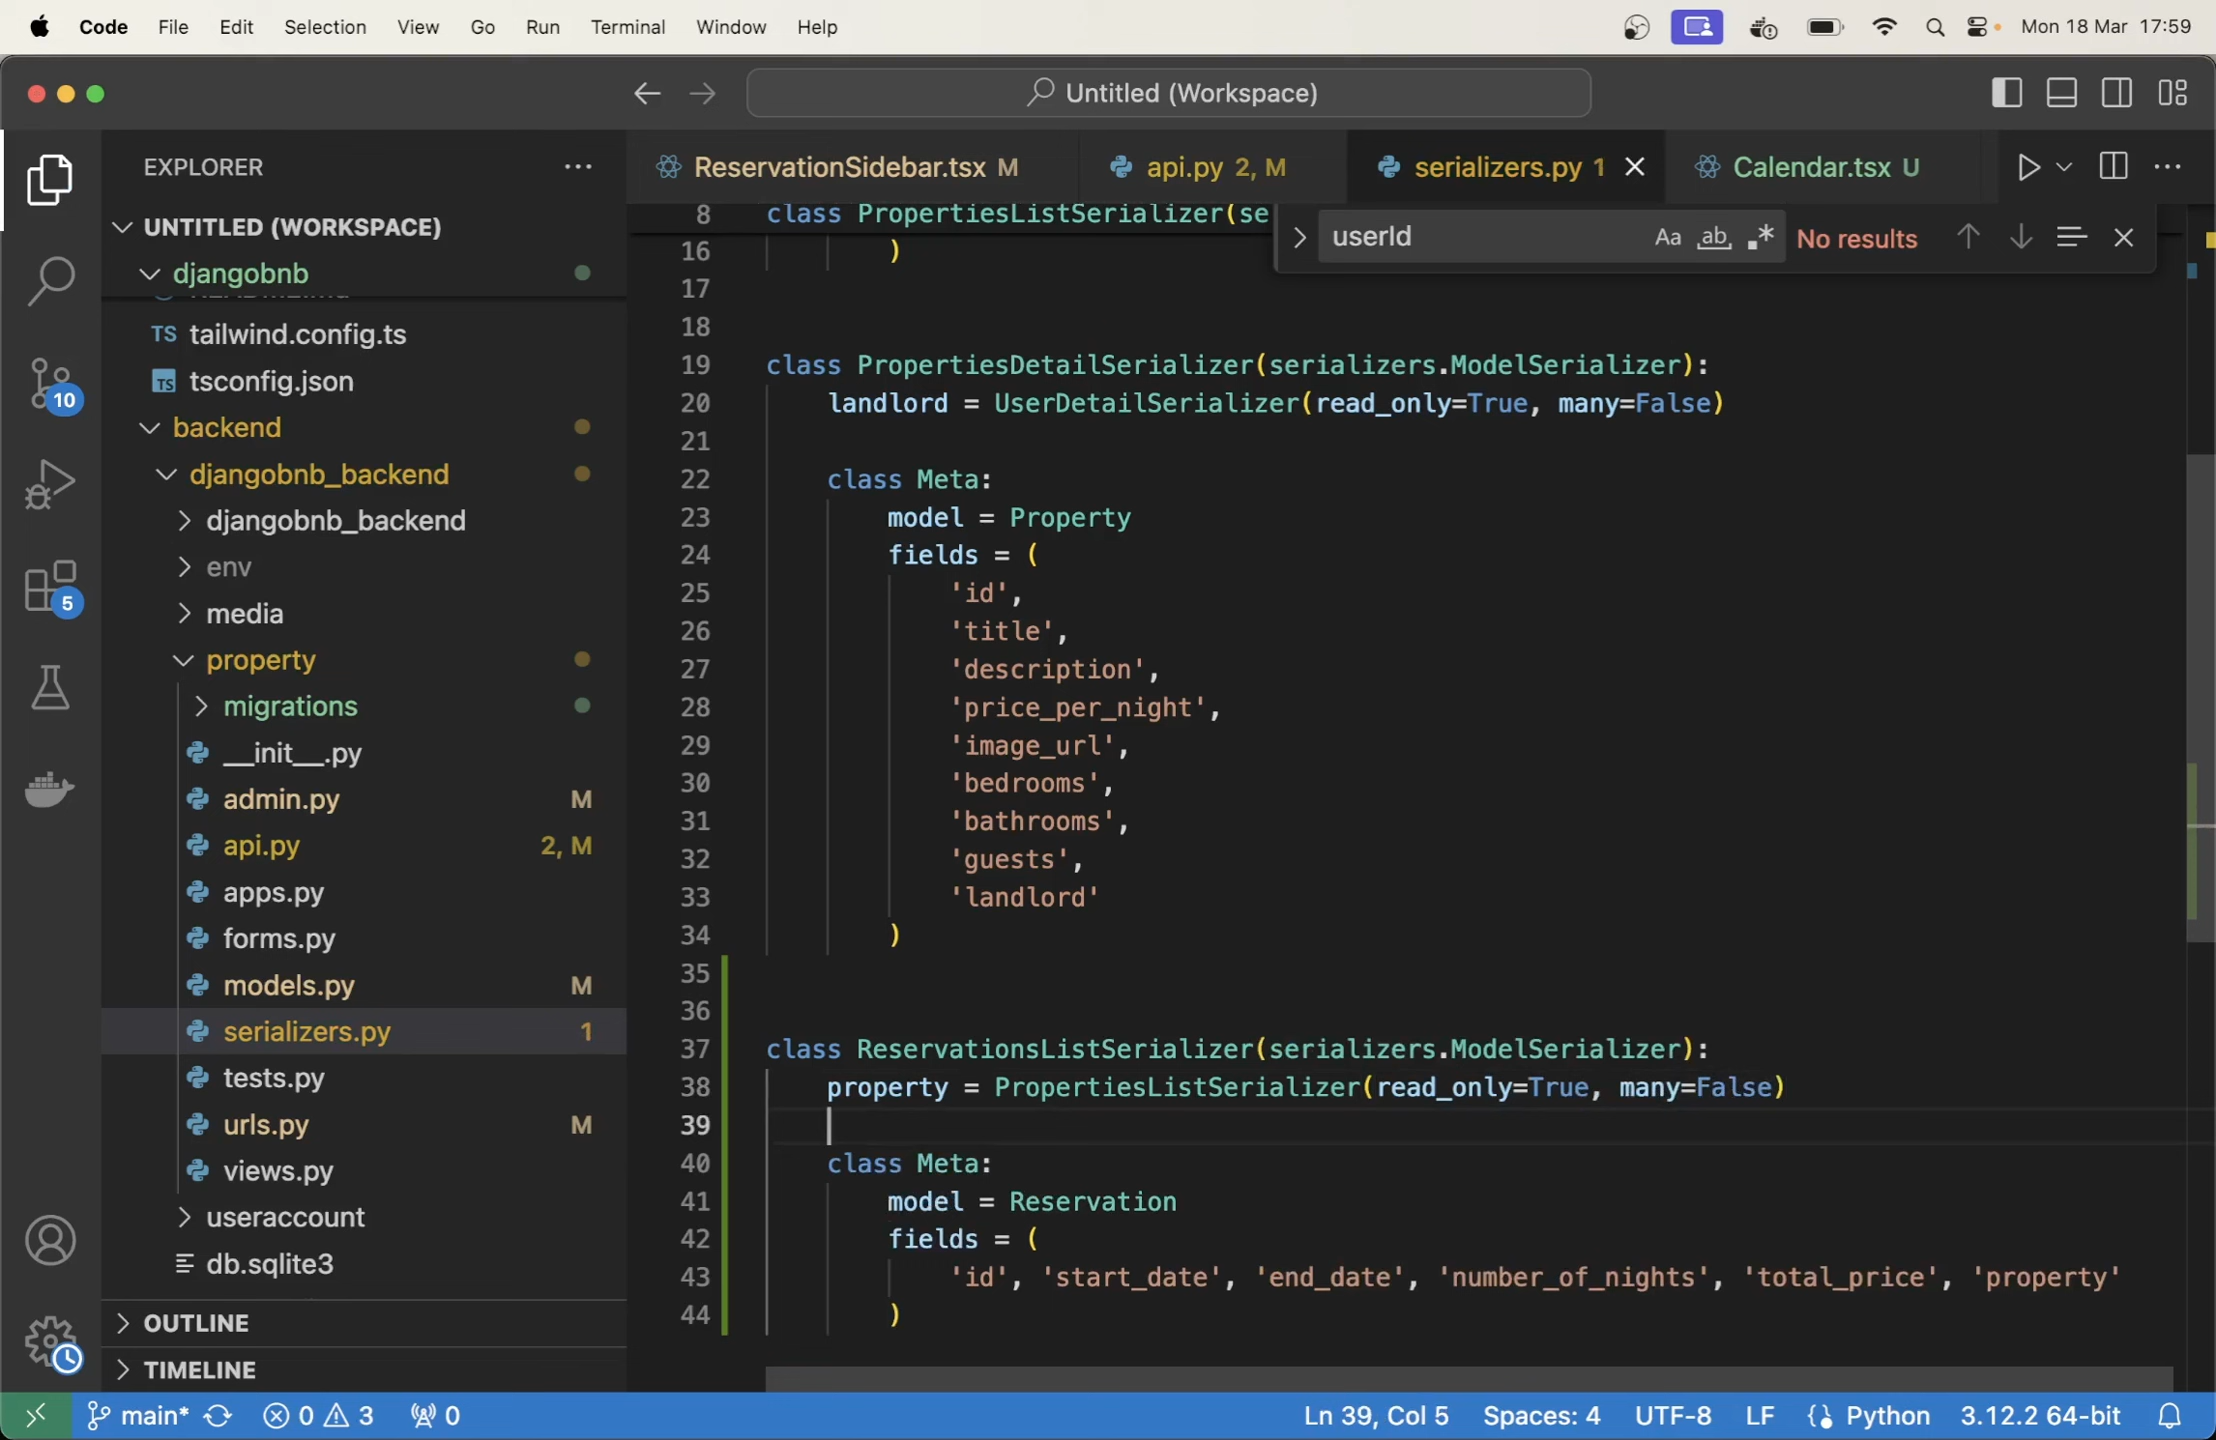 Code File Edit Selection View Go Run Terminal Window Help Mon 18 Mar 17:59
Untitled (Workspace)
EXPLORER
ReservationSidebar.tsx M
api.py 2, M
serializers.py 1
Calendar.tsx U
UNTITLED (WORKSPACE)
djangobnb
TS tailwind.config.ts
TS tsconfig.json
backend
djangobnb_backend
djangobnb_backend
env
media
property
migrations
__init__.py
admin.py M
api.py 2, M
apps.py
forms.py
models.py M
serializers.py 1
tests.py
urls.py M
views.py
useraccount
db.sqlite3
OUTLINE
TIMELINE
10
5
userId Aa ab .* No results
8 class PropertiesListSerializer(se
16 )
17
18
19 class PropertiesDetailSerializer(serializers.ModelSerializer):
20 landlord = UserDetailSerializer(read_only=True, many=False)
21
22 class Meta:
23 model = Property
24 fields = (
25 'id',
26 'title',
27 'description',
28 'price_per_night',
29 'image_url',
30 'bedrooms',
31 'bathrooms',
32 'guests',
33 'landlord'
34 )
35
36
37 class ReservationsListSerializer(serializers.ModelSerializer):
38 property = PropertiesListSerializer(read_only=True, many=False)
39
40 class Meta:
41 model = Reservation
42 fields = (
43 'id', 'start_date', 'end_date', 'number_of_nights', 'total_price', 'property'
44 )
main* 0 3 0 Ln 39, Col 5 Spaces: 4 UTF-8 LF Python 3.12.2 64-bit